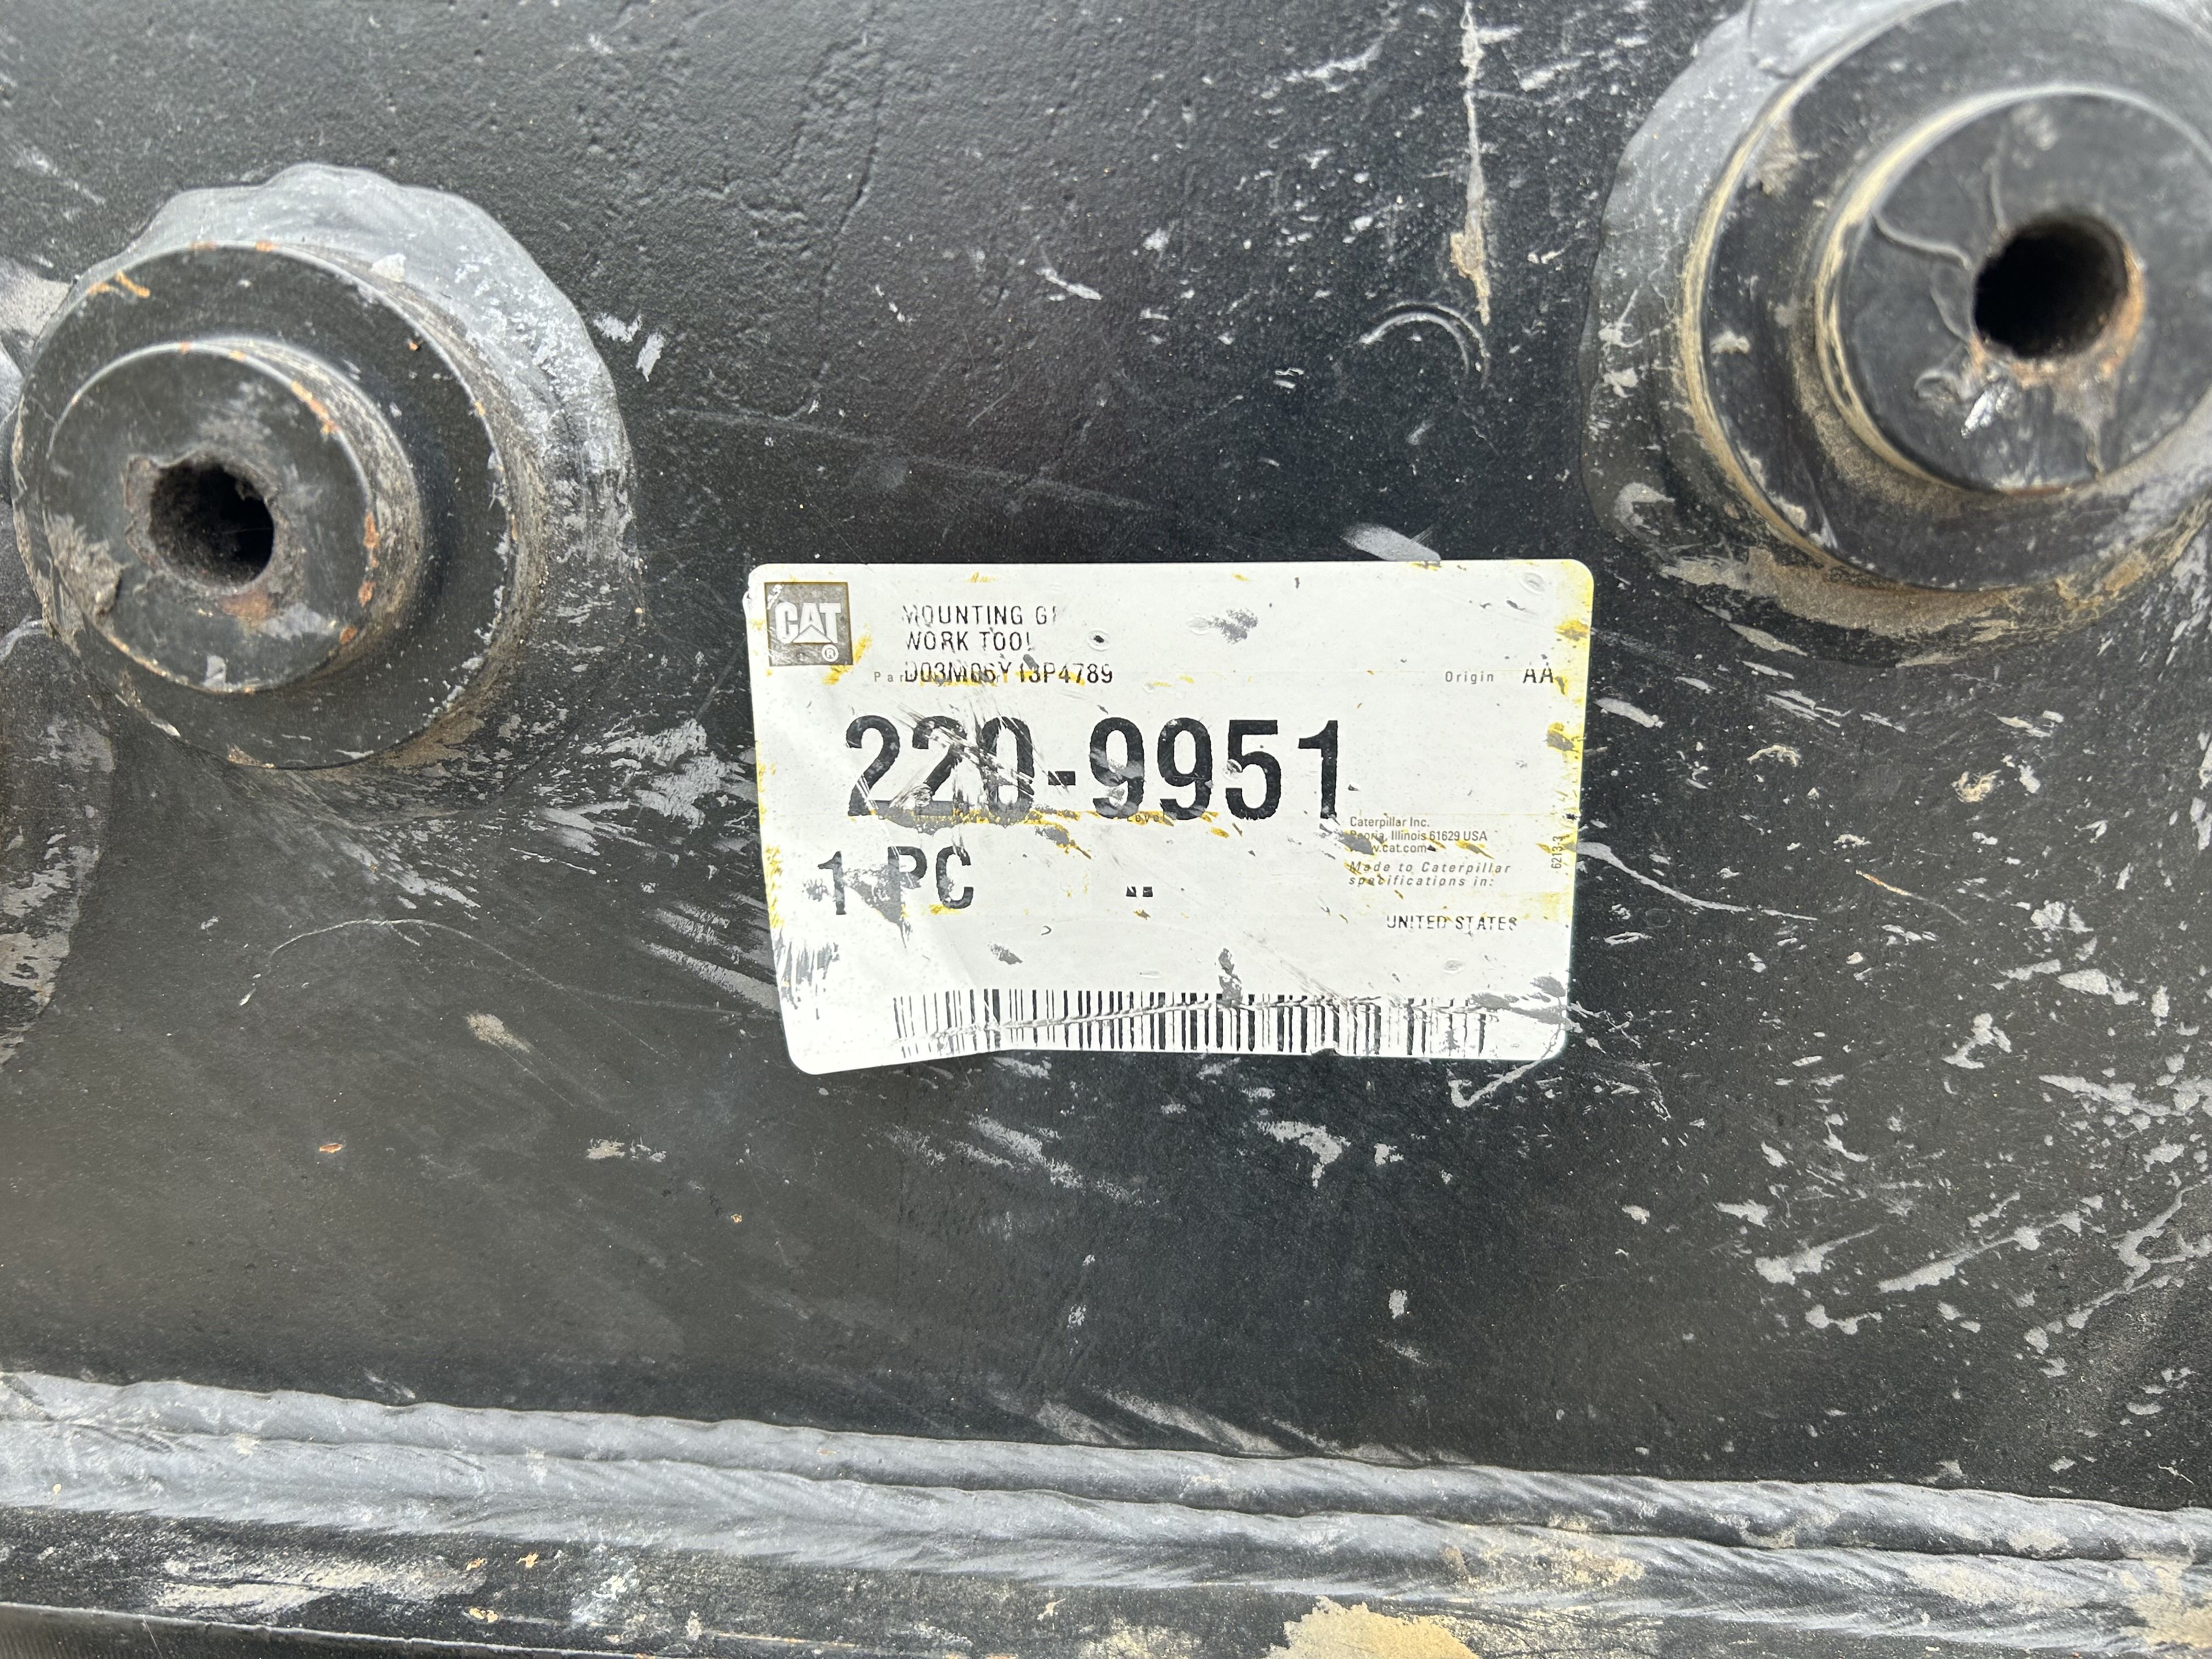 CAT
®
MOUNTING
WORK TOOL
D03M06Y13P4789
Origin AA
220-9951
Caterpillar Inc.
Peoria, Illinois 61629 USA
www.cat.com
Made to Caterpillar
specifications in:
1 PC --
UNITED STATES